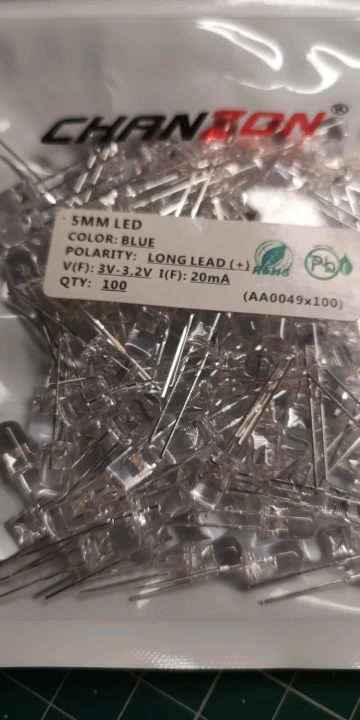 CHANZON®
5MM LED
COLOR: BLUE
POLARITY: LONG LEAD (+)
V(F): 3V-3.2V I(F): 20mA
QTY: 100
RoHS
Pb
(AA0049x100)